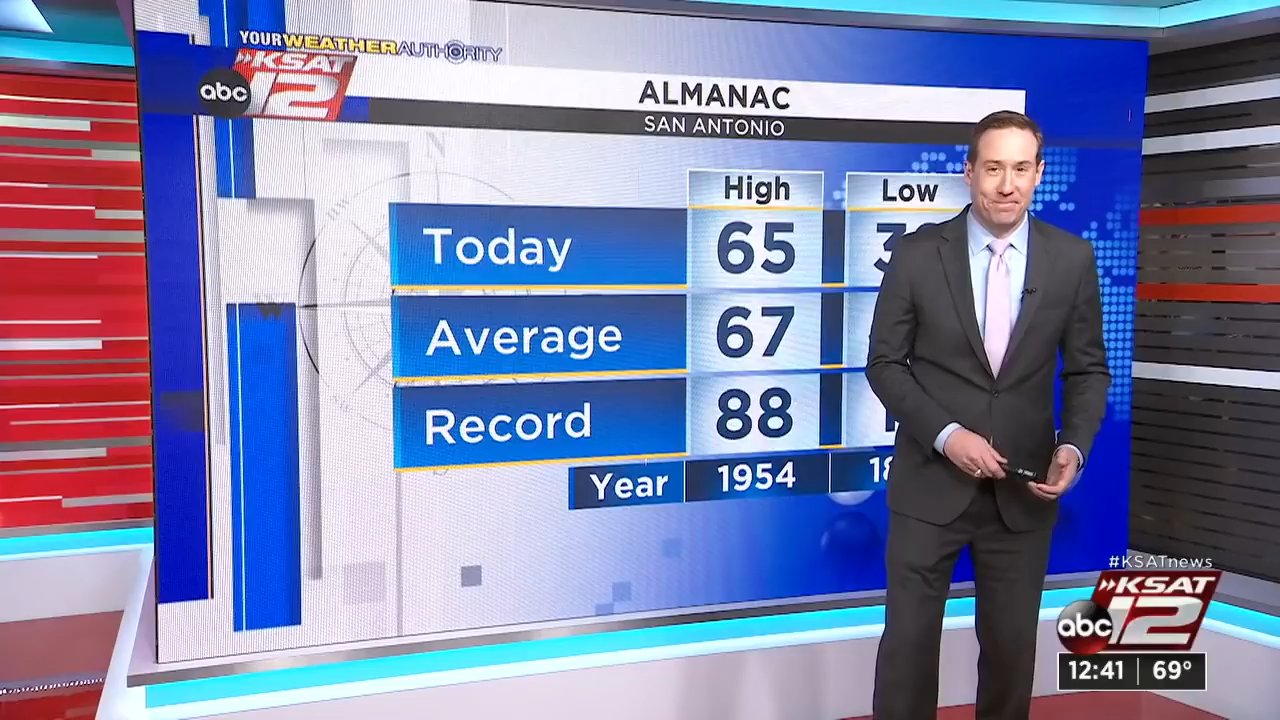 YOUR WEATHER AUTHORITY
»KSAT
abc 12
ALMANAC
SAN ANTONIO
High Low
Today 65
Average 67
Record 88
Year 1954
#KSATnews
»KSAT
abc 12
12:41 69°